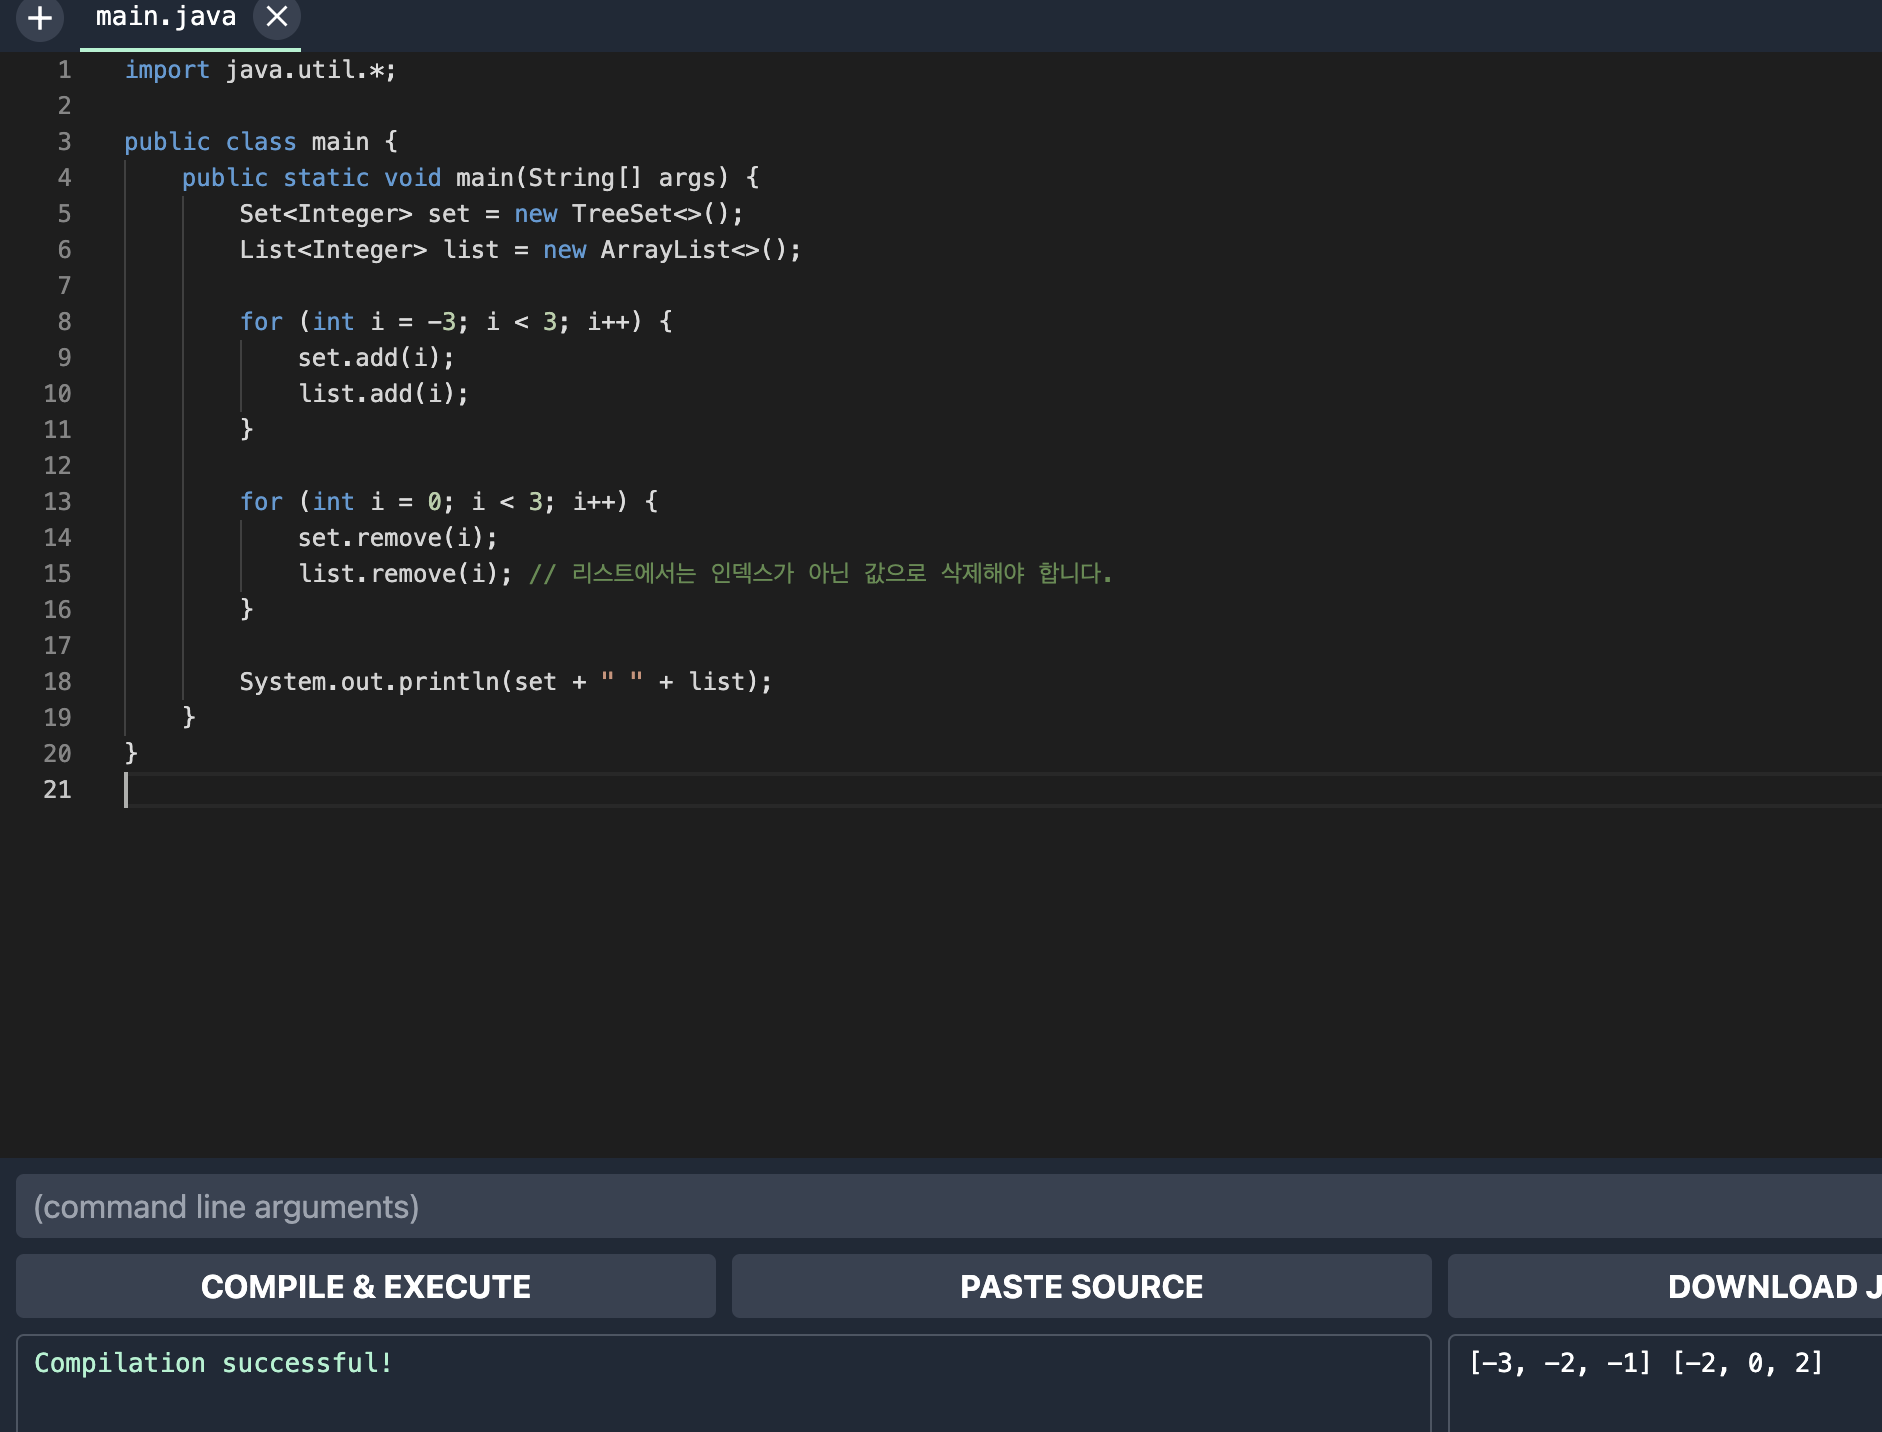 + main.java ×
1 import java.util.*;
2
3 public class main {
4     public static void main(String[] args) {
5         Set<Integer> set = new TreeSet<>();
6         List<Integer> list = new ArrayList<>();
7
8         for (int i = -3; i < 3; i++) {
9             set.add(i);
10             list.add(i);
11         }
12
13         for (int i = 0; i < 3; i++) {
14             set.remove(i);
15             list.remove(i); // 리스트에서는 인덱스가 아닌 값으로 삭제해야 합니다.
16         }
17
18         System.out.println(set + " " + list);
19     }
20 }
21
(command line arguments)
COMPILE & EXECUTE
PASTE SOURCE
DOWNLOAD J
Compilation successful!
[-3, -2, -1] [-2, 0, 2]